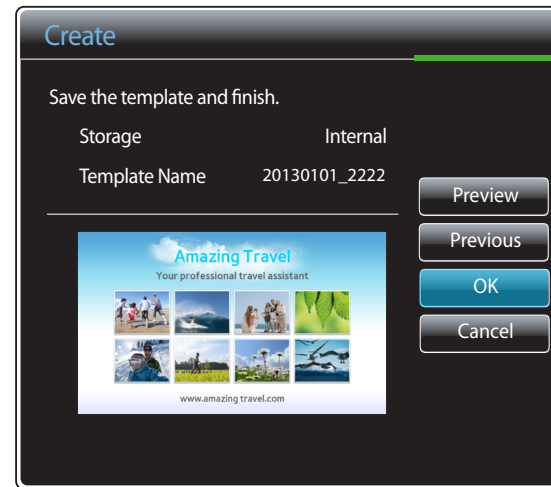 Create
Save the template and finish.
Storage Internal
Template Name 20130101_2222
Preview
Previous
OK
Cancel
Amazing Travel
Your professional travel assistant
www.amazing travel.com